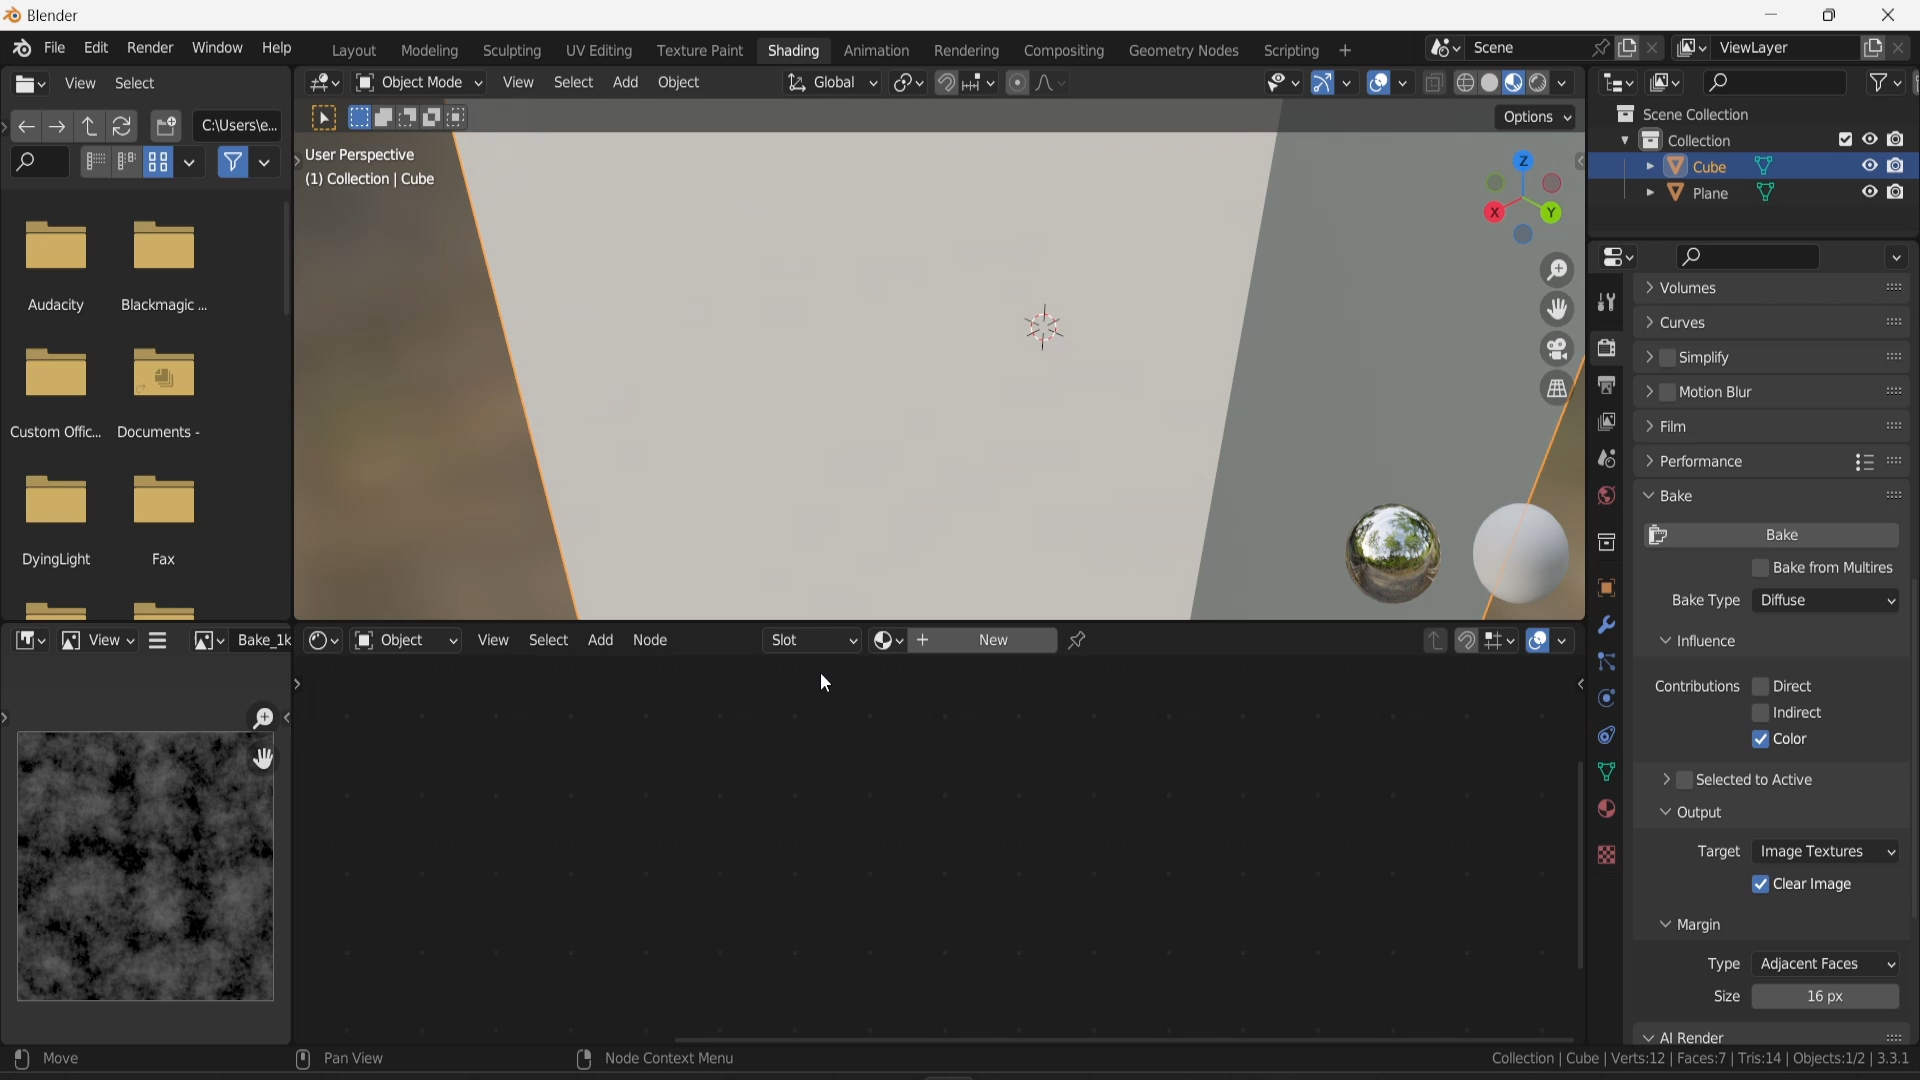 Blender
File Edit Render Window Help Layout Modeling Sculpting UV Editing Texture Paint Shading Animation Rendering Compositing Geometry Nodes Scripting + Scene ViewLayer
View Select Object Mode View Select Add Object Global
C:\Users\e... Options
User Perspective
(1) Collection | Cube
Z
X Y
Audacity Blackmagic ...
Custom Offic... Documents -
DyingLight Fax
Scene Collection
Collection
Cube
Plane
Volumes
Curves
Simplify
Motion Blur
Film
Performance
Bake
Bake
Bake from Multires
Bake Type Diffuse
Influence
Contributions Direct
Indirect
Color
Selected to Active
Output
Target Image Textures
Clear Image
Margin
Type Adjacent Faces
Size 16 px
AI Render
View Bake_1k Object View Select Add Node Slot New
Move Pan View Node Context Menu Collection | Cube | Verts:12 | Faces:7 | Tris:14 | Objects:1/2 | 3.3.1